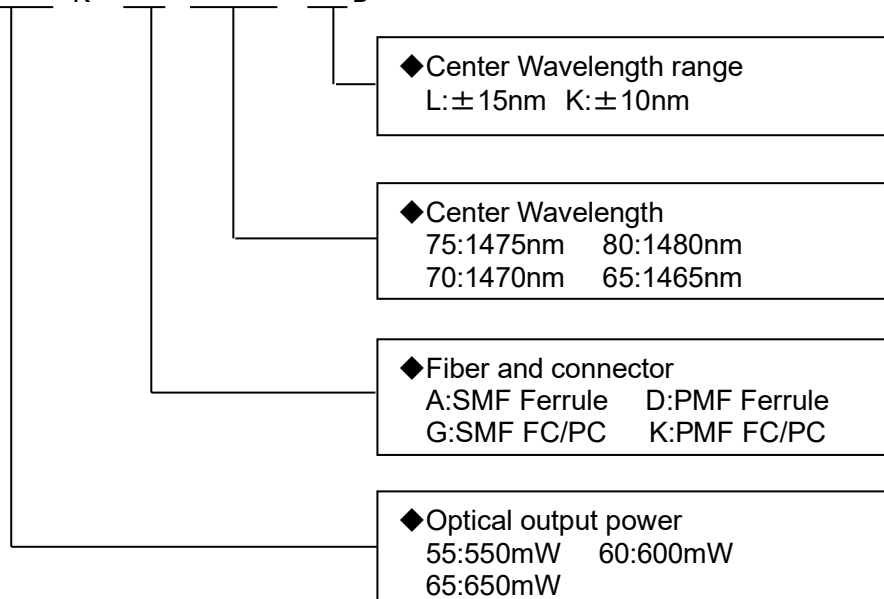 ◆Center Wavelength range
L:±15nm K:±10nm
◆Center Wavelength
75:1475nm 80:1480nm
70:1470nm 65:1465nm
◆Fiber and connector
A:SMF Ferrule D:PMF Ferrule
G:SMF FC/PC K:PMF FC/PC
◆Optical output power
55:550mW 60:600mW
65:650mW